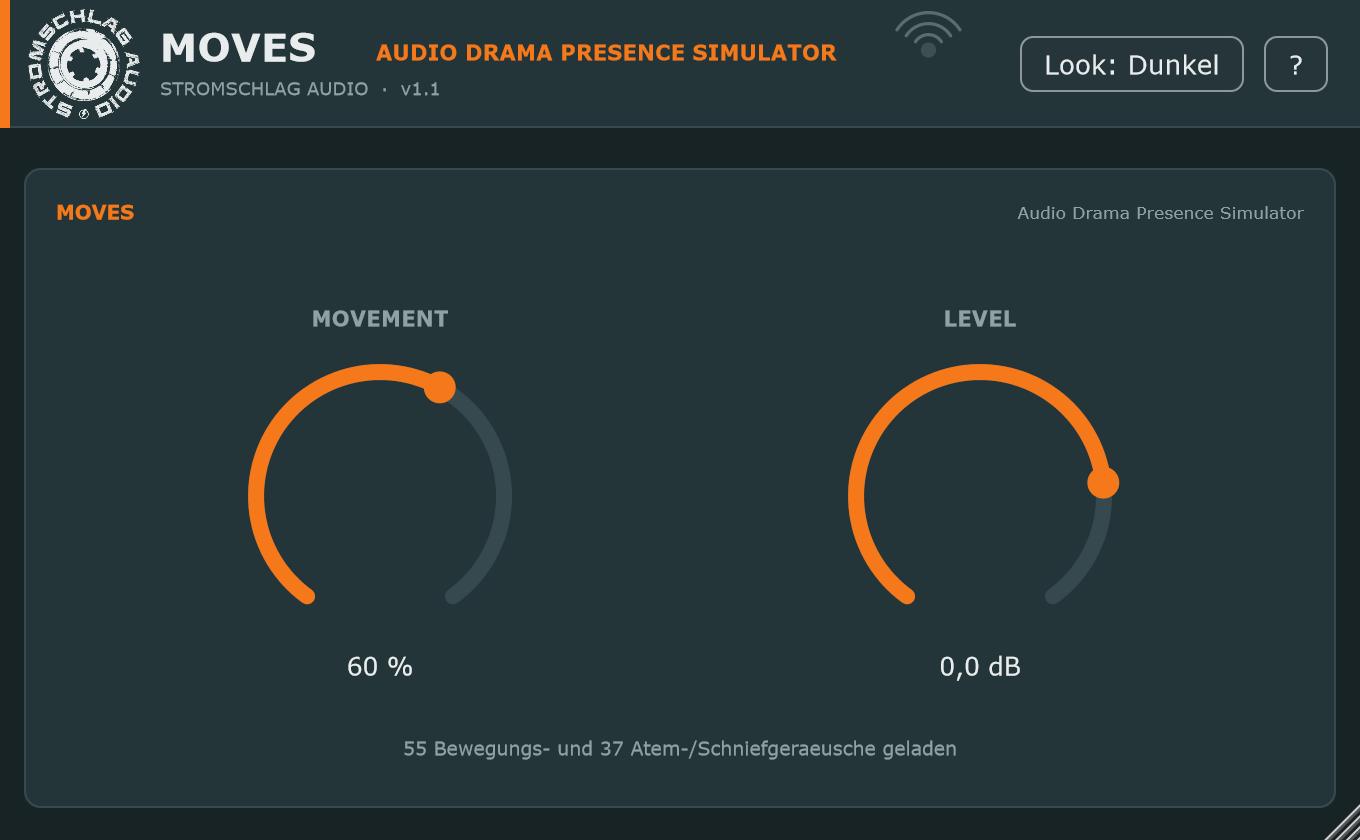 STROMSCHLAG AUDIO
MOVES
AUDIO DRAMA PRESENCE SIMULATOR
STROMSCHLAG AUDIO · v1.1
Look: Dunkel
?
MOVES
Audio Drama Presence Simulator
MOVEMENT
LEVEL
60 %
0,0 dB
55 Bewegungs- und 37 Atem-/Schniefgeraeusche geladen